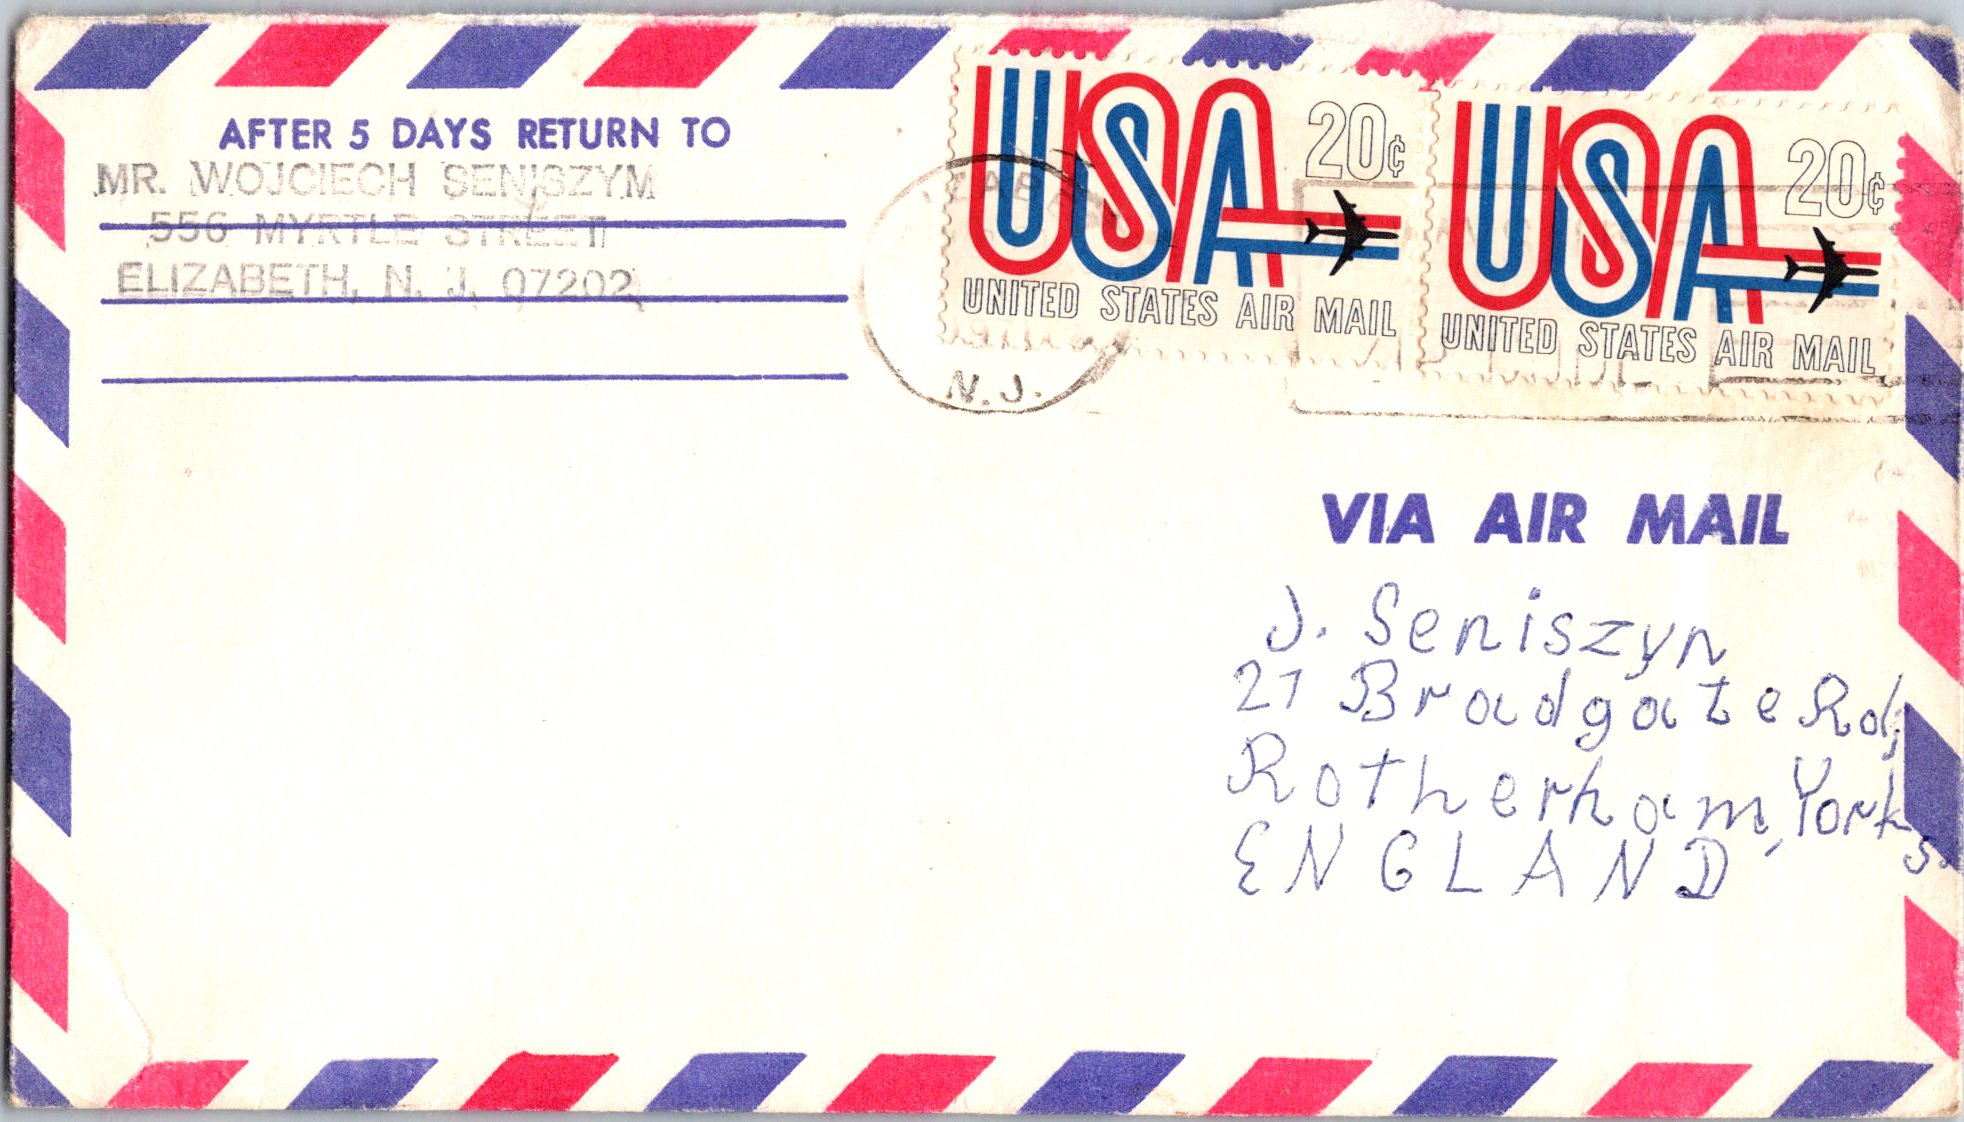 AFTER 5 DAYS RETURN TO
MR. WOJCIECH SENISZYM
556 MYRTLE STREET
ELIZABETH, N. J. 07202
USA 20¢
UNITED STATES AIR MAIL
USA 20¢
UNITED STATES AIR MAIL
N.J.
VIA AIR MAIL
J. Seniszyn
27 Broadgate Rd,
Rotherham, Yorks.
ENGLAND